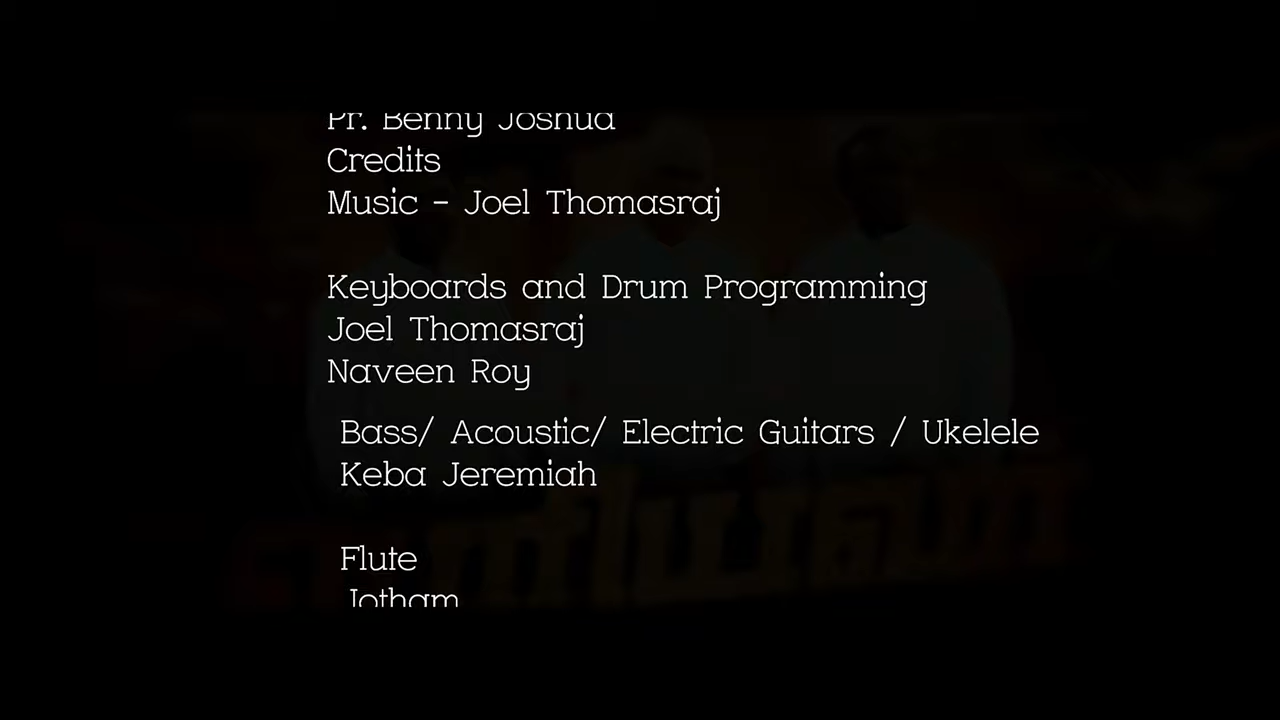 Pr. Benny Joshua
Credits
Music - Joel Thomasraj
Keyboards and Drum Programming
Joel Thomasraj
Naveen Roy
Bass/ Acoustic/ Electric Guitars / Ukelele
Keba Jeremiah
Flute
Jotham